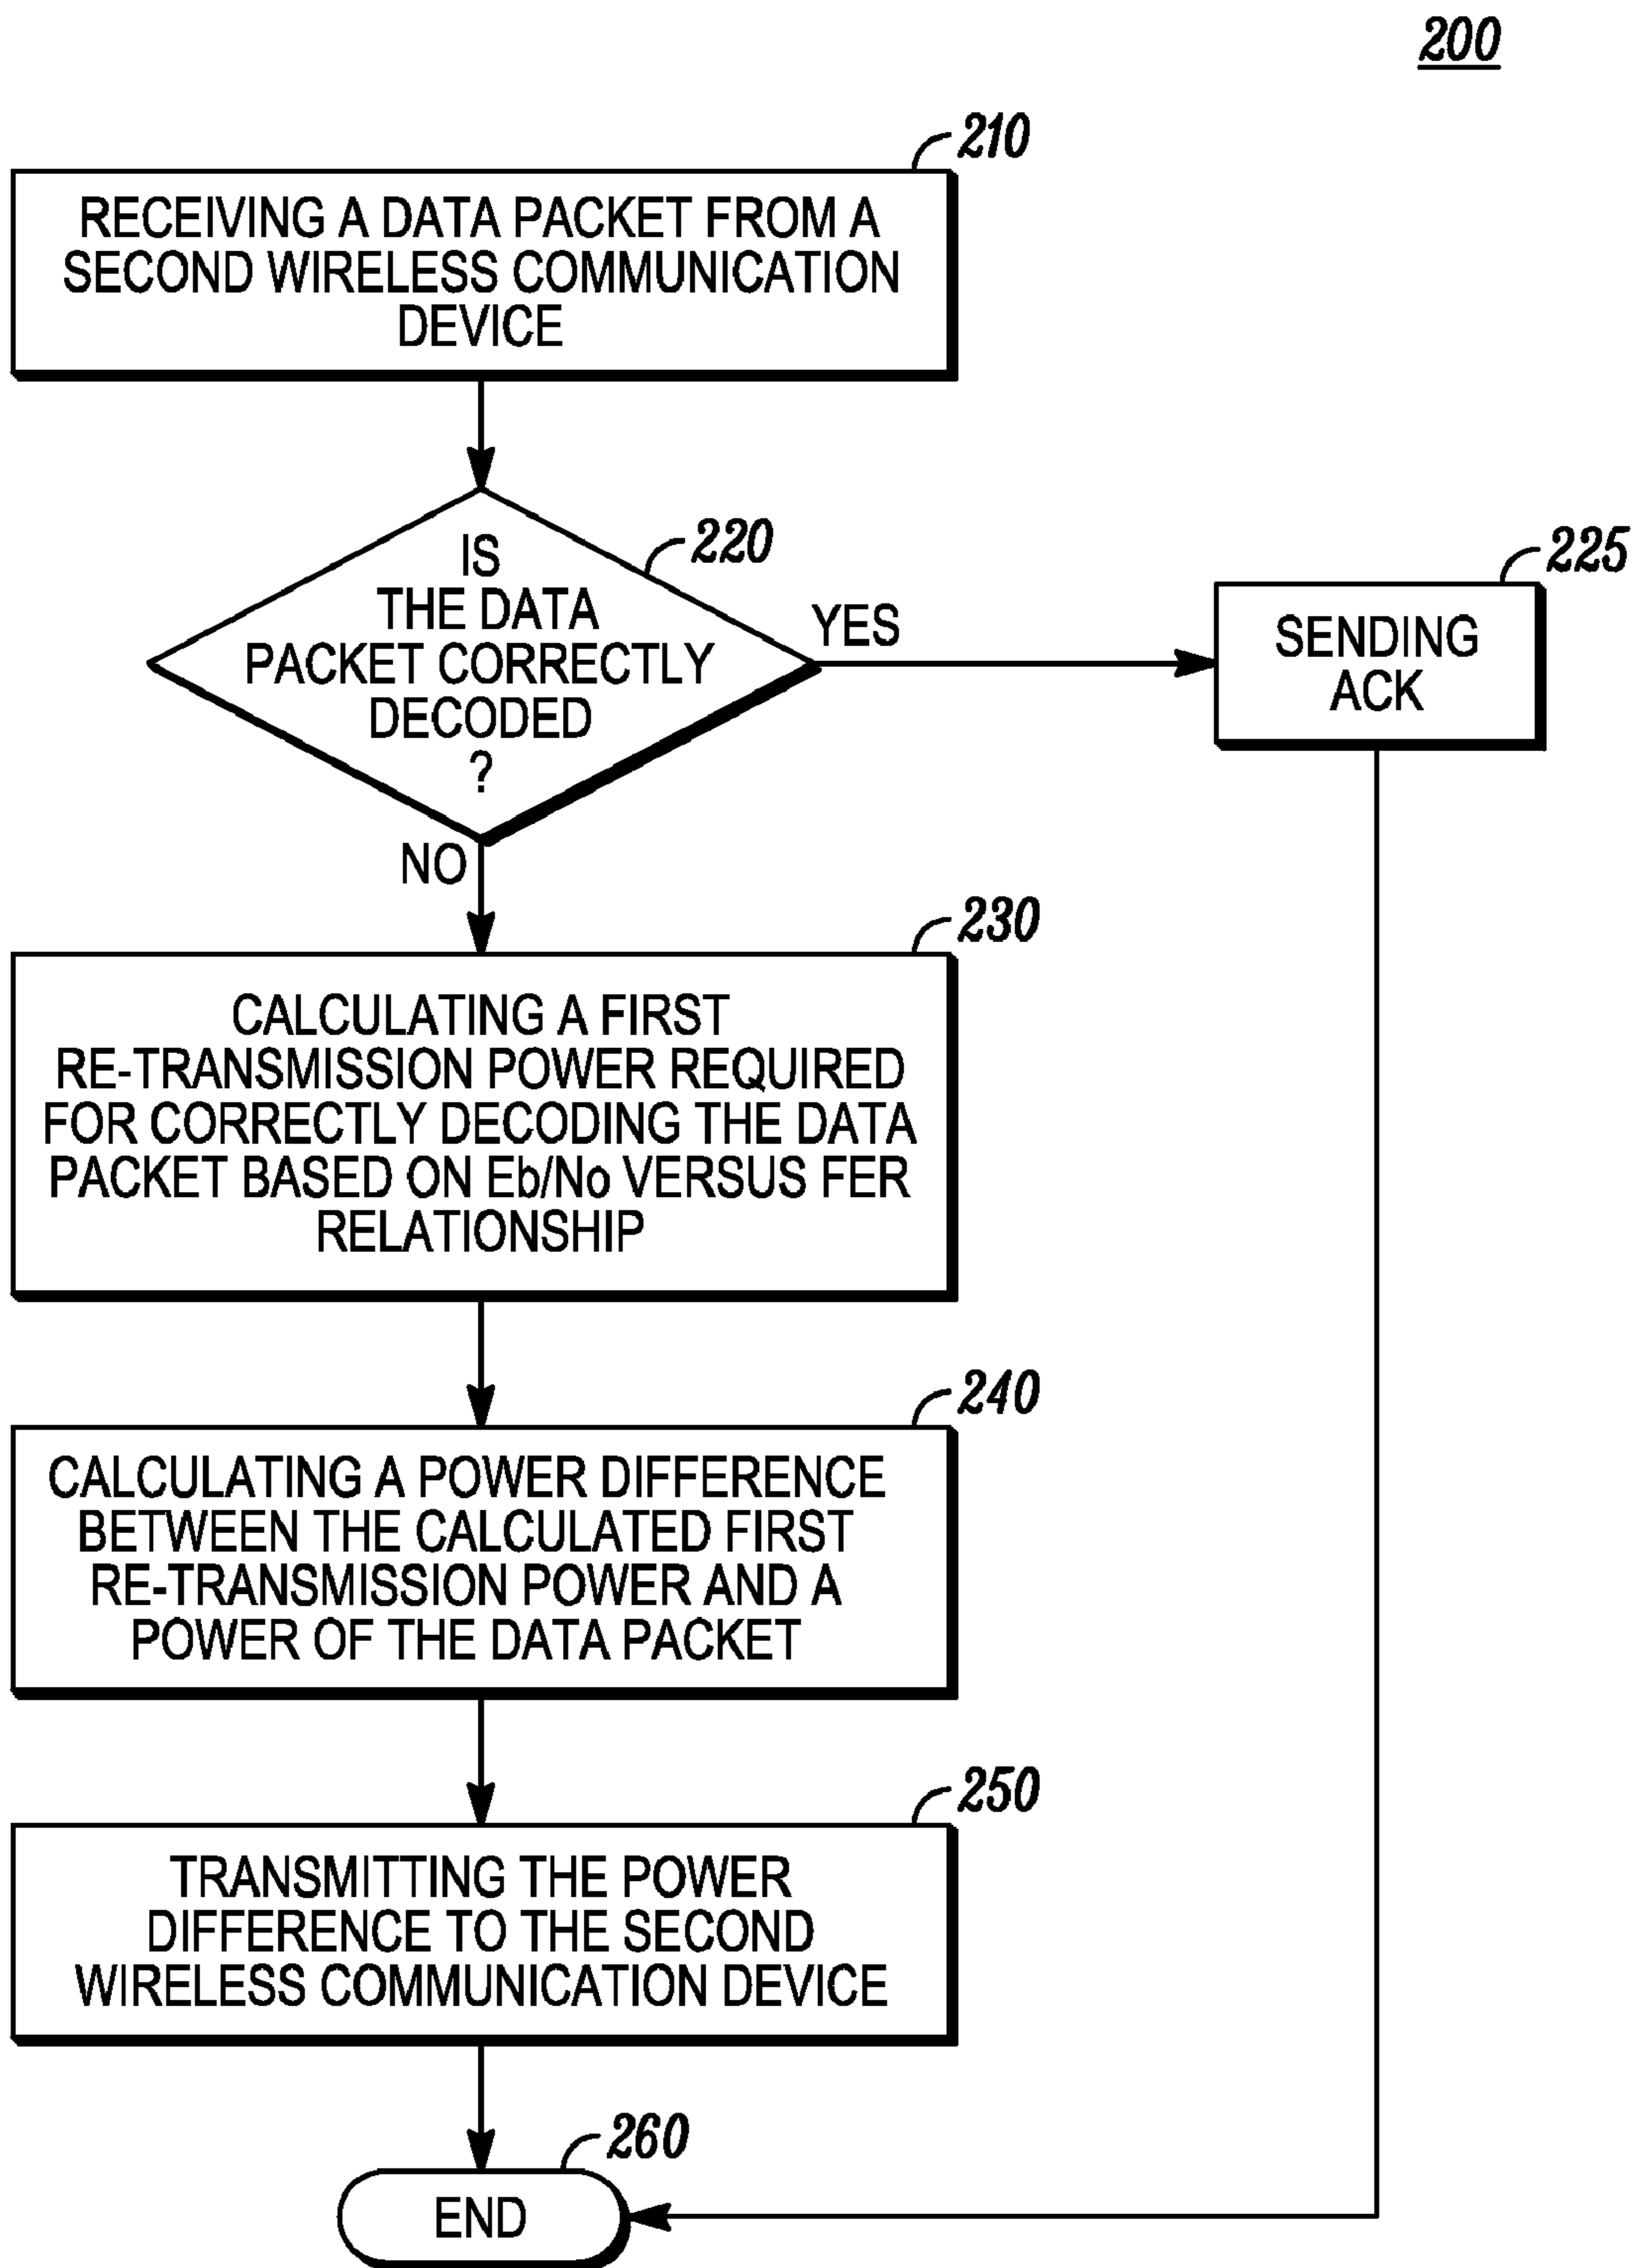 200
210
RECEIVING A DATA PACKET FROM A
SECOND WIRELESS COMMUNICATION
DEVICE
220
IS
THE DATA
PACKET CORRECTLY
DECODED
?
YES
225
SENDING
ACK
NO
230
CALCULATING A FIRST
RE-TRANSMISSION POWER REQUIRED
FOR CORRECTLY DECODING THE DATA
PACKET BASED ON Eb/No VERSUS FER
RELATIONSHIP
240
CALCULATING A POWER DIFFERENCE
BETWEEN THE CALCULATED FIRST
RE-TRANSMISSION POWER AND A
POWER OF THE DATA PACKET
250
TRANSMITTING THE POWER
DIFFERENCE TO THE SECOND
WIRELESS COMMUNICATION DEVICE
260
END